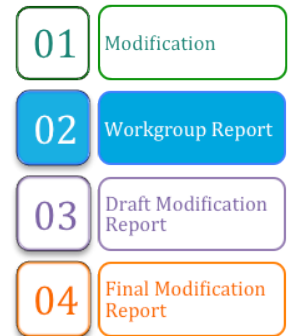 01
Modification
02
Workgroup Report
03
Draft Modification
Report
04
Final Modification
Report